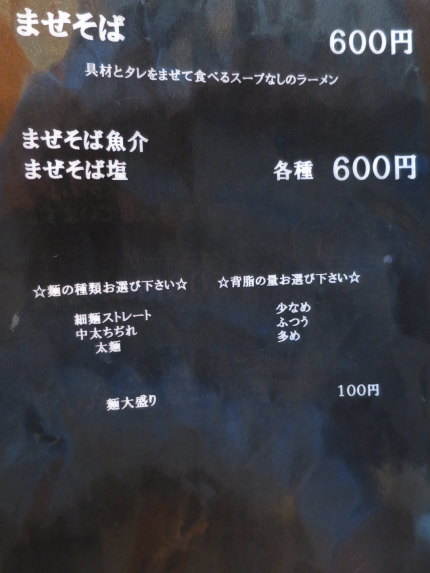 まぜそば 600円
具材とタレをまぜて食べるスープなしのラーメン
まぜそば魚介
まぜそば塩 各種 600円
☆麺の種類お選び下さい☆
細麺ストレート
中太ちぢれ
太麺
☆背脂の量お選び下さい☆
少なめ
ふつう
多め
麺大盛り 100円